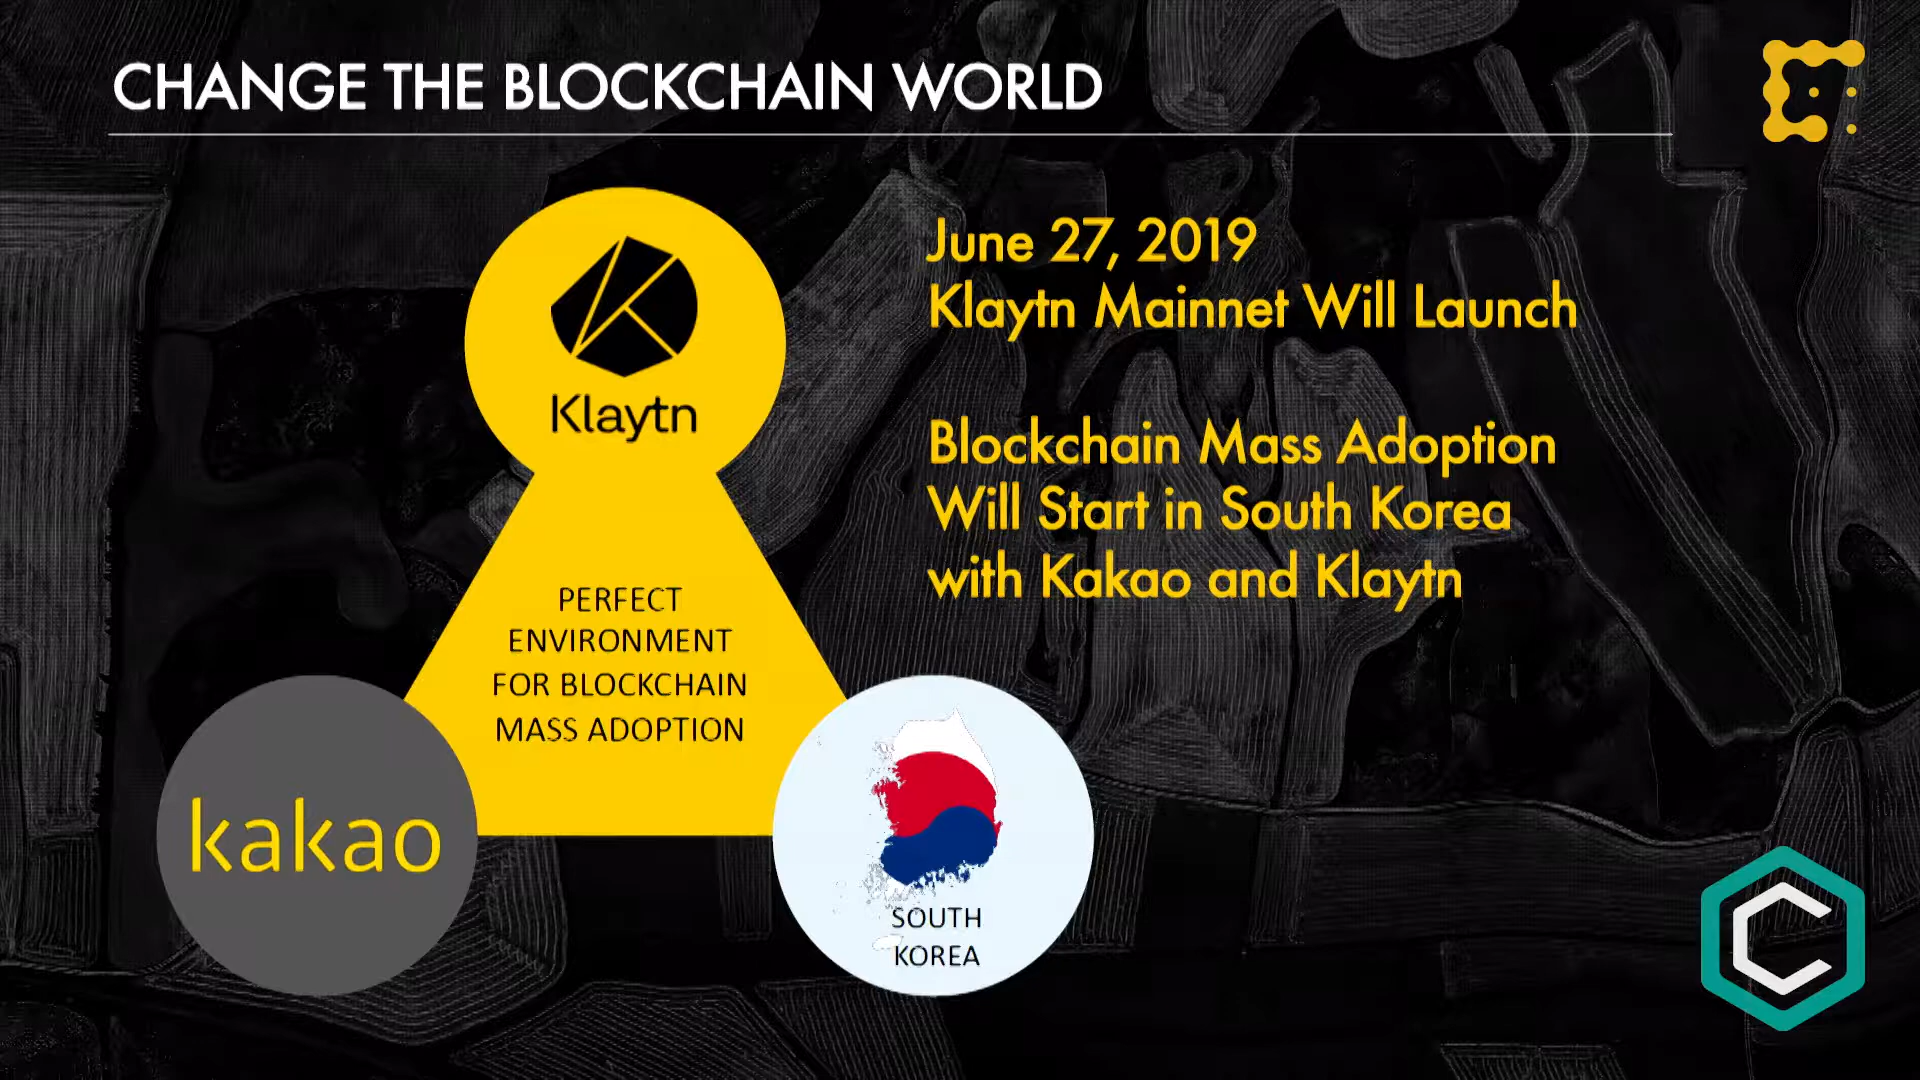 CHANGE THE BLOCKCHAIN WORLD
Klaytn
PERFECT
ENVIRONMENT
FOR BLOCKCHAIN
MASS ADOPTION
kakao
SOUTH
KOREA
June 27, 2019
Klaytn Mainnet Will Launch
Blockchain Mass Adoption
Will Start in South Korea
with Kakao and Klaytn